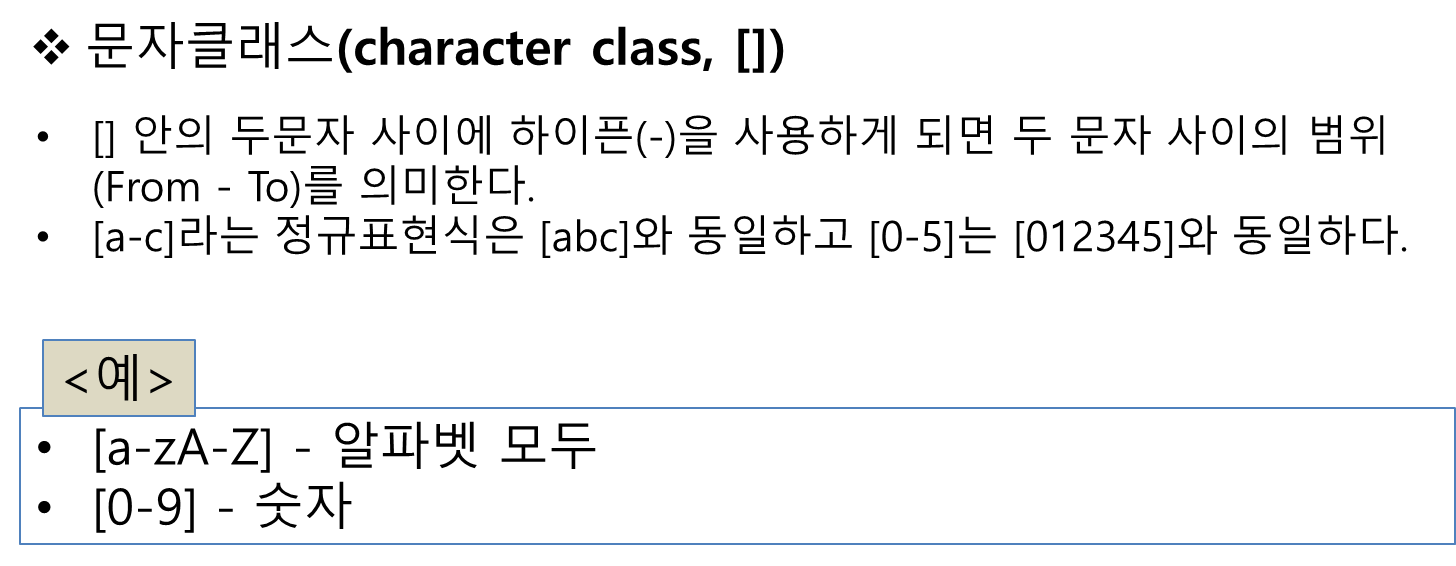 ❖ 문자클래스(character class, [])
• [] 안의 두문자 사이에 하이픈(-)을 사용하게 되면 두 문자 사이의 범위
(From - To)를 의미한다.
• [a-c]라는 정규표현식은 [abc]와 동일하고 [0-5]는 [012345]와 동일하다.
<예>
• [a-zA-Z] - 알파벳 모두
• [0-9] - 숫자